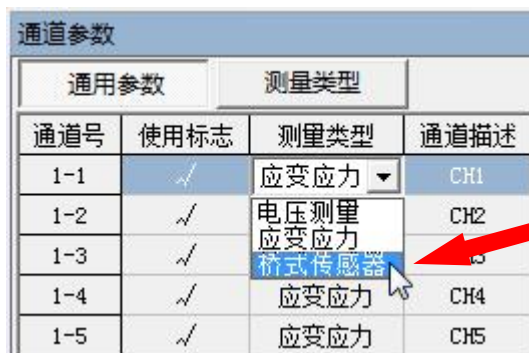 通道参数
通用参数 测量类型
通道号 使用标志 测量类型 通道描述
1-1 √ 应变应力 CH1
1-2 √ 电压测量 CH2
应变应力
1-3 √ 桥式传感器
1-4 √ 应变应力 CH4
1-5 √ 应变应力 CH5